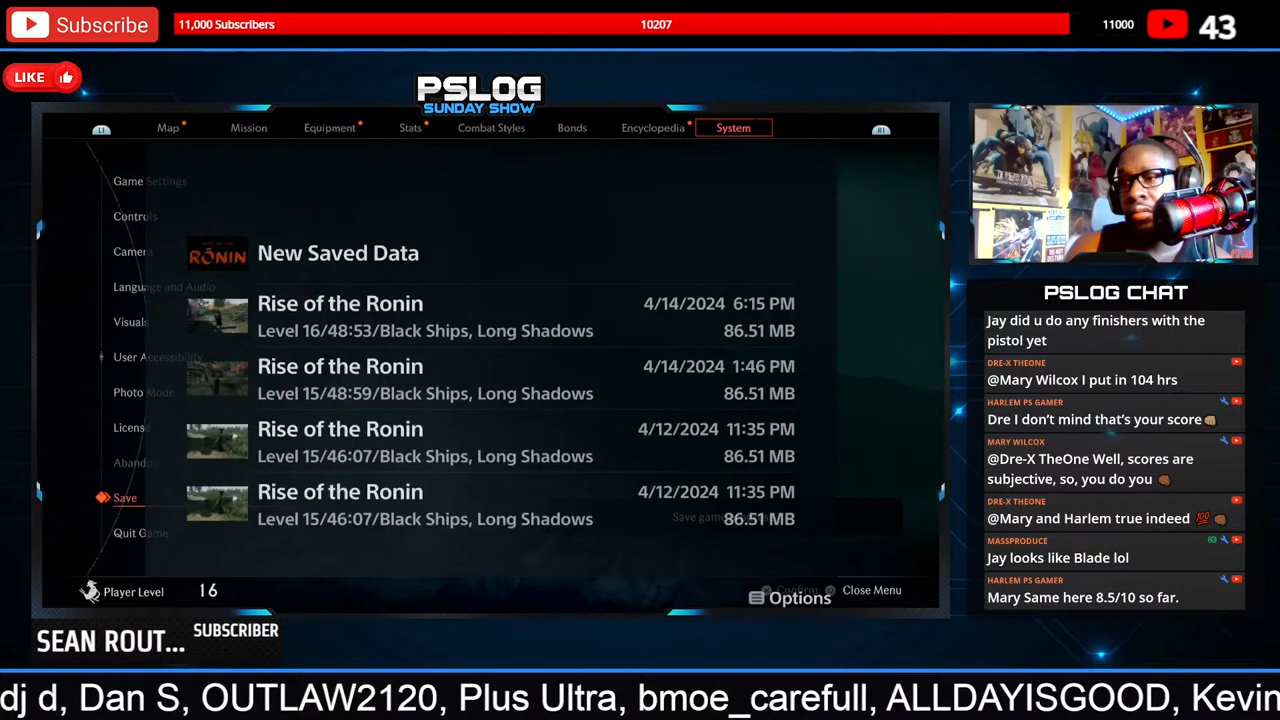 Subscribe
11,000 Subscribers
10207
11000
43
LIKE
PSLOG
SUNDAY SHOW
L1
Map
Mission
Equipment
Stats
Combat Styles
Bonds
Encyclopedia
System
R1
Game Settings
Controls
Camera
Language and Audio
Visuals
User Accessibility
Photo Mode
License
Save
Quit Game
RŌNIN
New Saved Data
Rise of the Ronin
4/14/2024 6:15 PM
Level 16/48:53/Black Ships, Long Shadows
86.51 MB
Rise of the Ronin
4/14/2024 1:46 PM
Level 15/48:59/Black Ships, Long Shadows
86.51 MB
Rise of the Ronin
4/12/2024 11:35 PM
Level 15/46:07/Black Ships, Long Shadows
86.51 MB
Rise of the Ronin
4/12/2024 11:35 PM
Level 15/46:07/Black Ships, Long Shadows
Save game
86.51 MB
Player Level
16
Options
Confirm
Close Menu
PSLOG CHAT
Jay did u do any finishers with the
pistol yet
DRE-X THEONE
@Mary Wilcox I put in 104 hrs
HARLEM PS GAMER
Dre I don't mind that's your score👊🏾
MARY WILCOX
@Dre-X TheOne Well, scores are
subjective, so, you do you 👊🏾
DRE-X THEONE
@Mary and Harlem true indeed 💯 👊🏾
MASSPRODUCE
Jay looks like Blade lol
HARLEM PS GAMER
Mary Same here 8.5/10 so far.
SEAN ROUT...
SUBSCRIBER
dj d, Dan S, OUTLAW2120, Plus Ultra, bmoe_carefull, ALLDAYISGOOD, Kevin